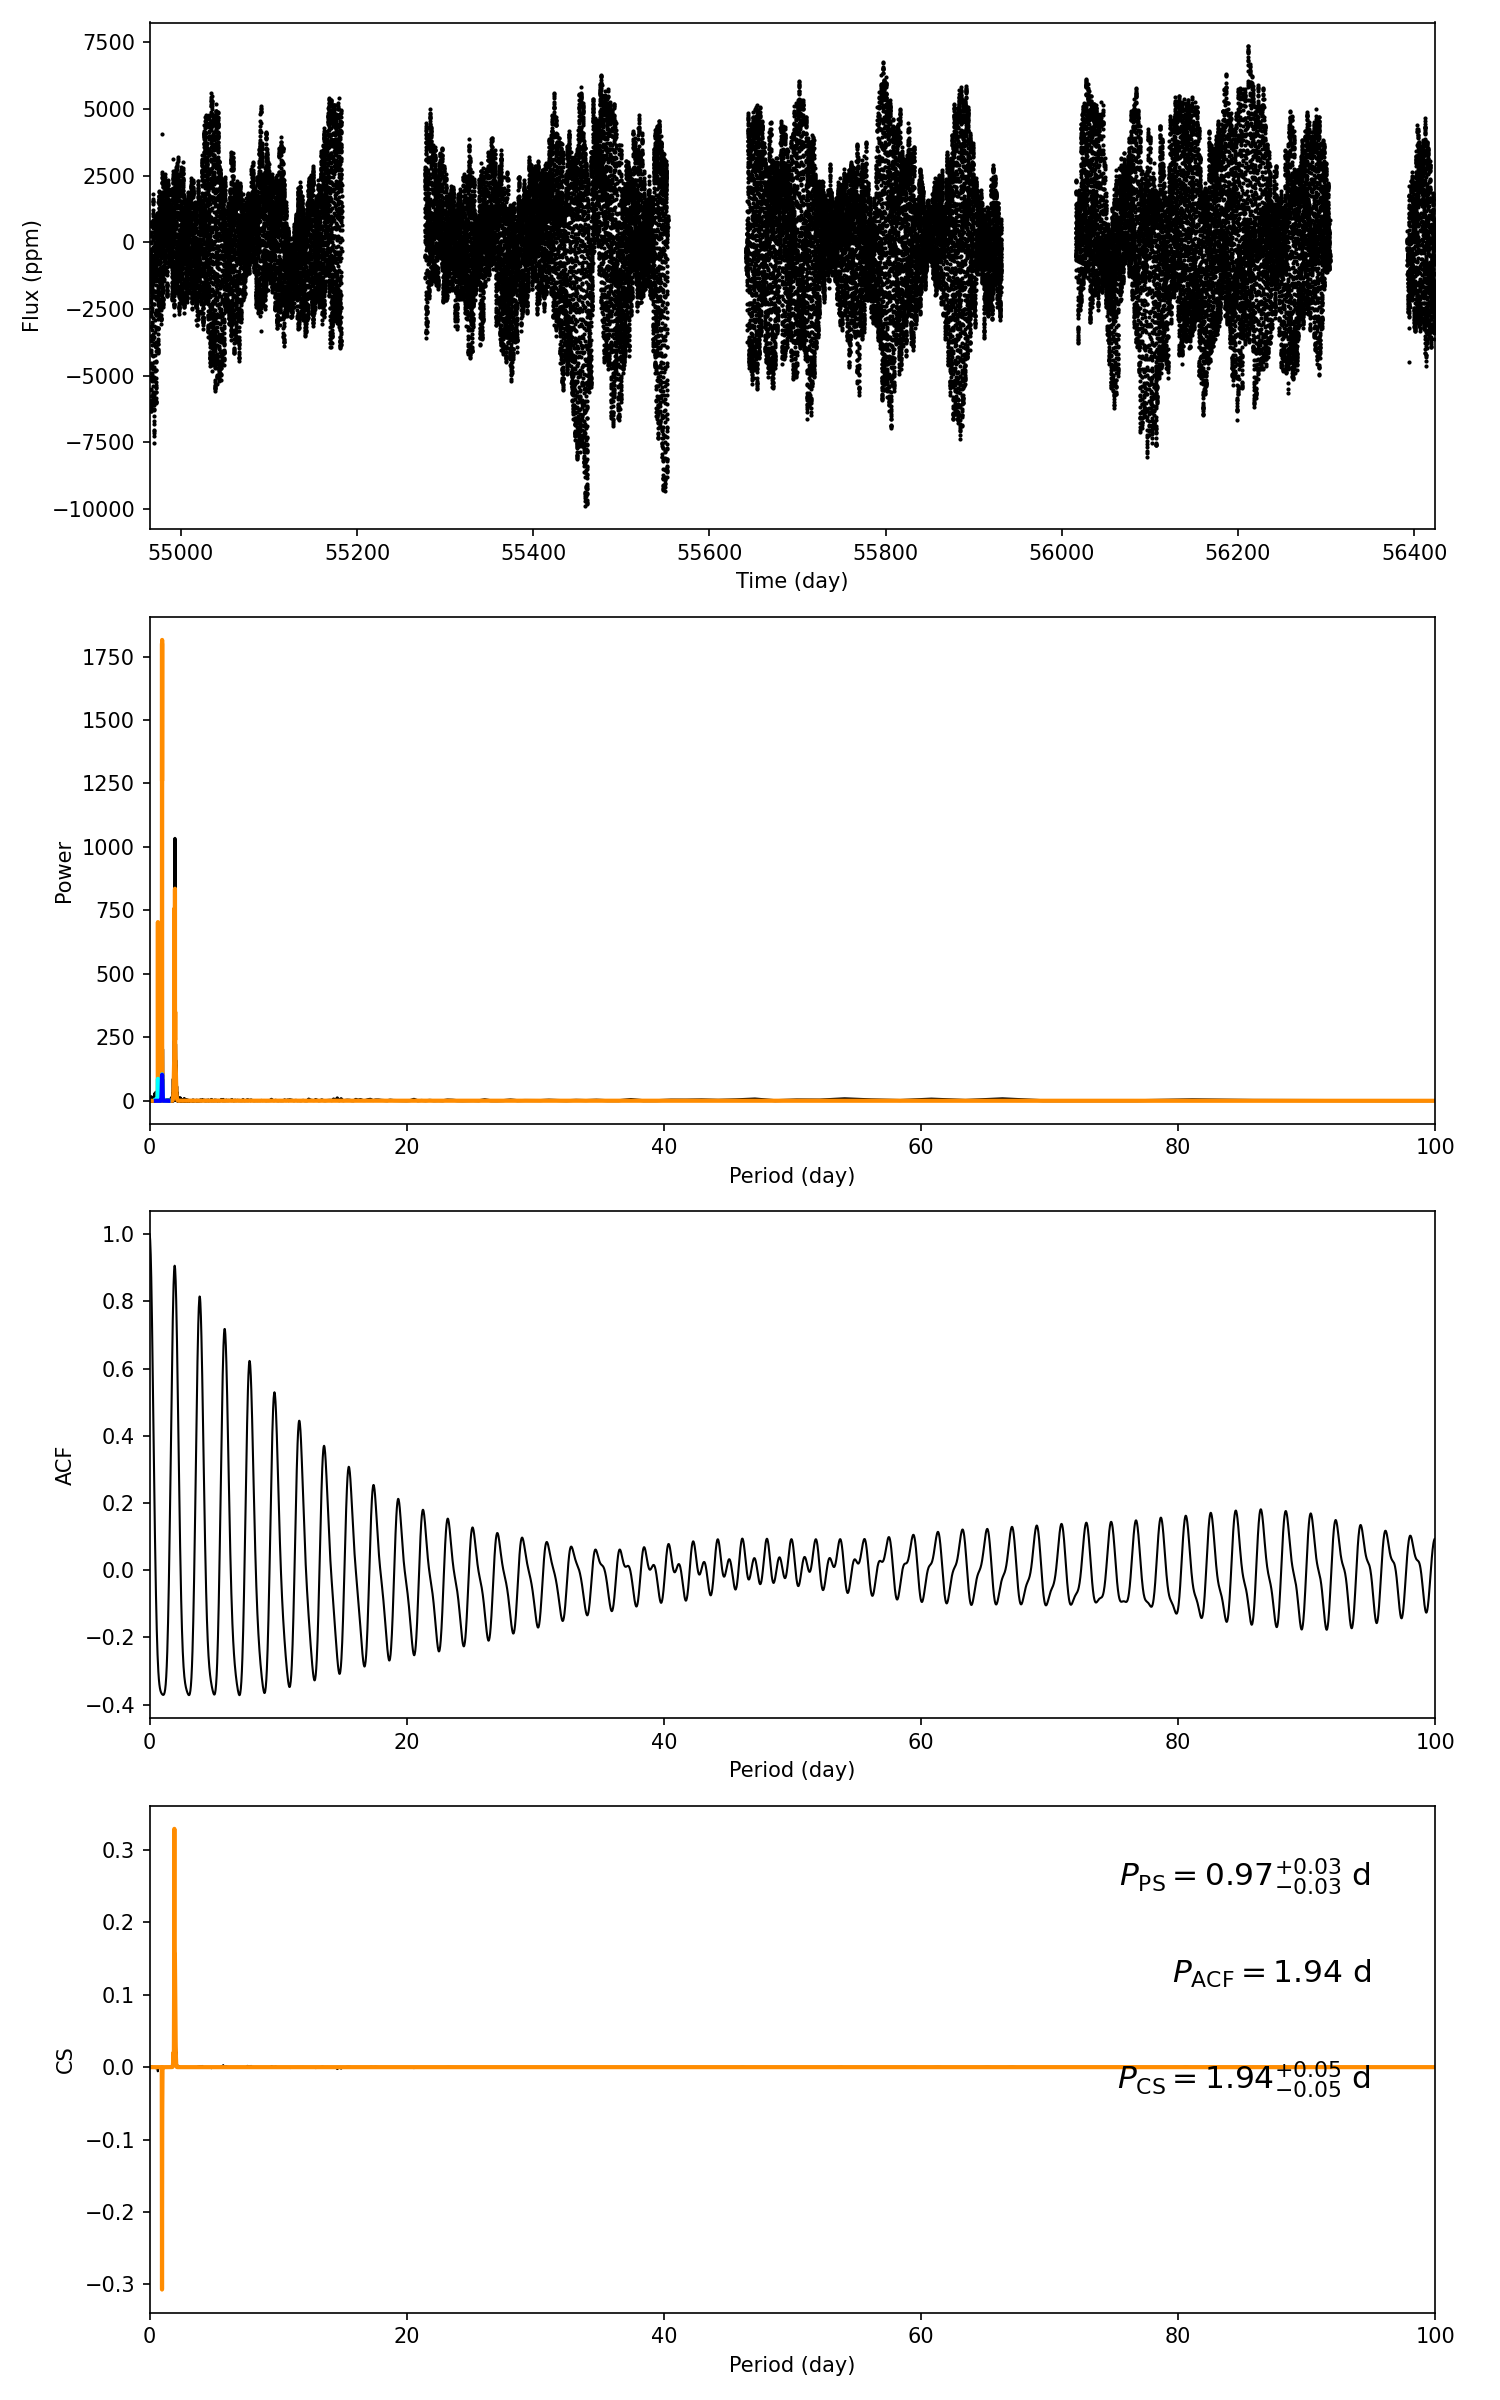 7500
5000
2500
0
−2500
−5000
−7500
−10000
Flux (ppm)
55000 55200 55400 55600 55800 56000 56200 56400
Time (day)
1750
1500
1250
1000
750
500
250
0
Power
0 20 40 60 80 100
Period (day)
1.0
0.8
0.6
0.4
0.2
0.0
−0.2
−0.4
ACF
0 20 40 60 80 100
Period (day)
0.3
0.2
0.1
0.0
−0.1
−0.2
−0.3
CS
P_PS = 0.97 +0.03 −0.03 d
P_ACF = 1.94 d
P_CS = 1.94 +0.05 −0.05 d
0 20 40 60 80 100
Period (day)